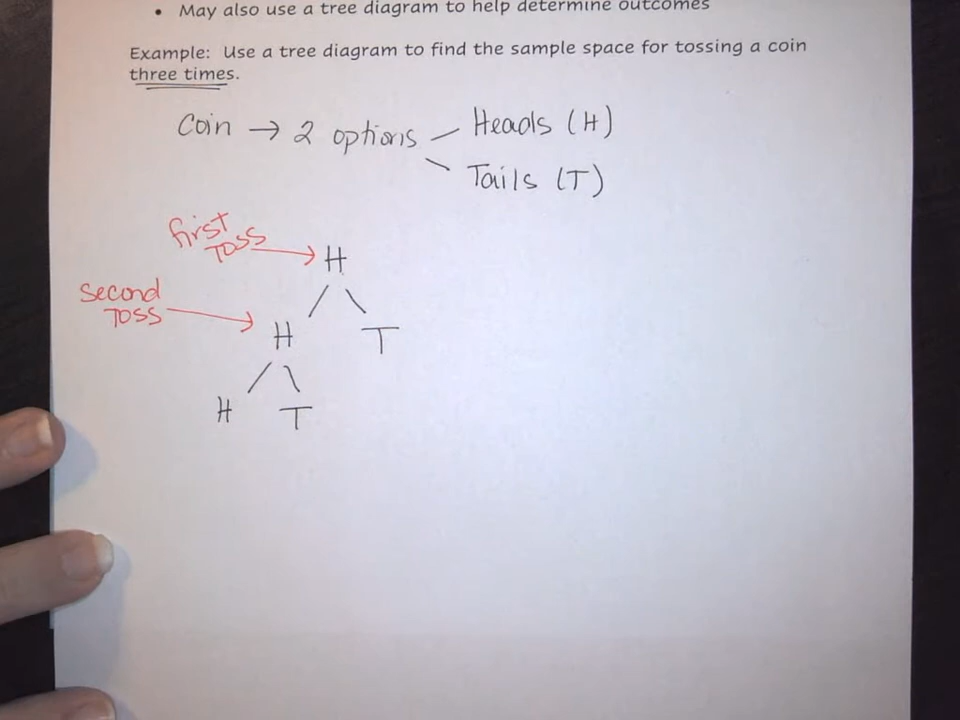 • May also use a tree diagram to help determine outcomes
Example: Use a tree diagram to find the sample space for tossing a coin
three times.
Coin → 2 options
Heads (H)
Tails (T)
first
Toss → H
second
Toss → H T
H T